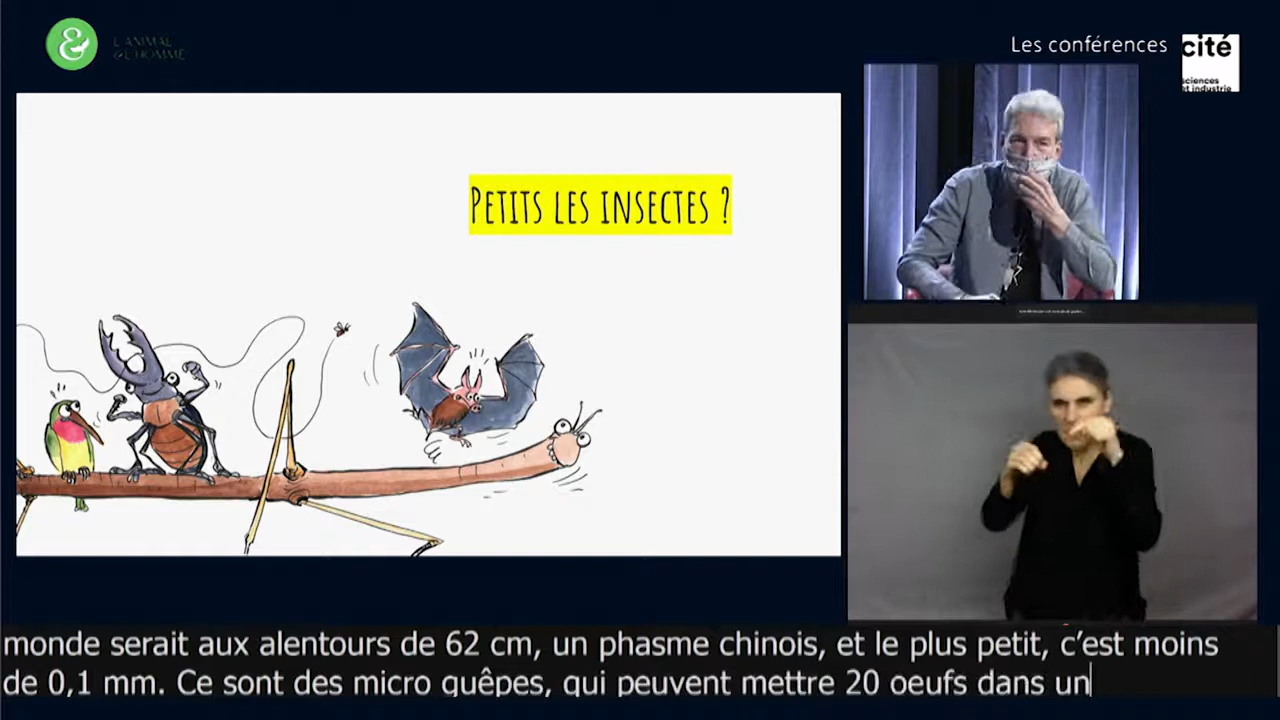 &
L'ANIMAL
& L'HOMME
Les conférences
cité
sciences
et industrie
PETITS LES INSECTES ?
monde serait aux alentours de 62 cm, un phasme chinois, et le plus petit, c'est moins
de 0,1 mm. Ce sont des micro guêpes, qui peuvent mettre 20 oeufs dans un